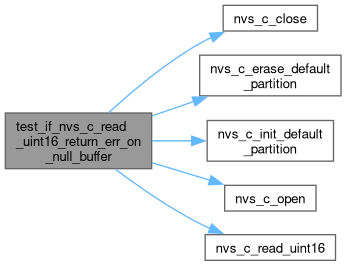 nvs_c_close
nvs_c_erase_default
_partition
test_if_nvs_c_read
_uint16_return_err_on
_null_buffer
nvs_c_init_default
_partition
nvs_c_open
nvs_c_read_uint16